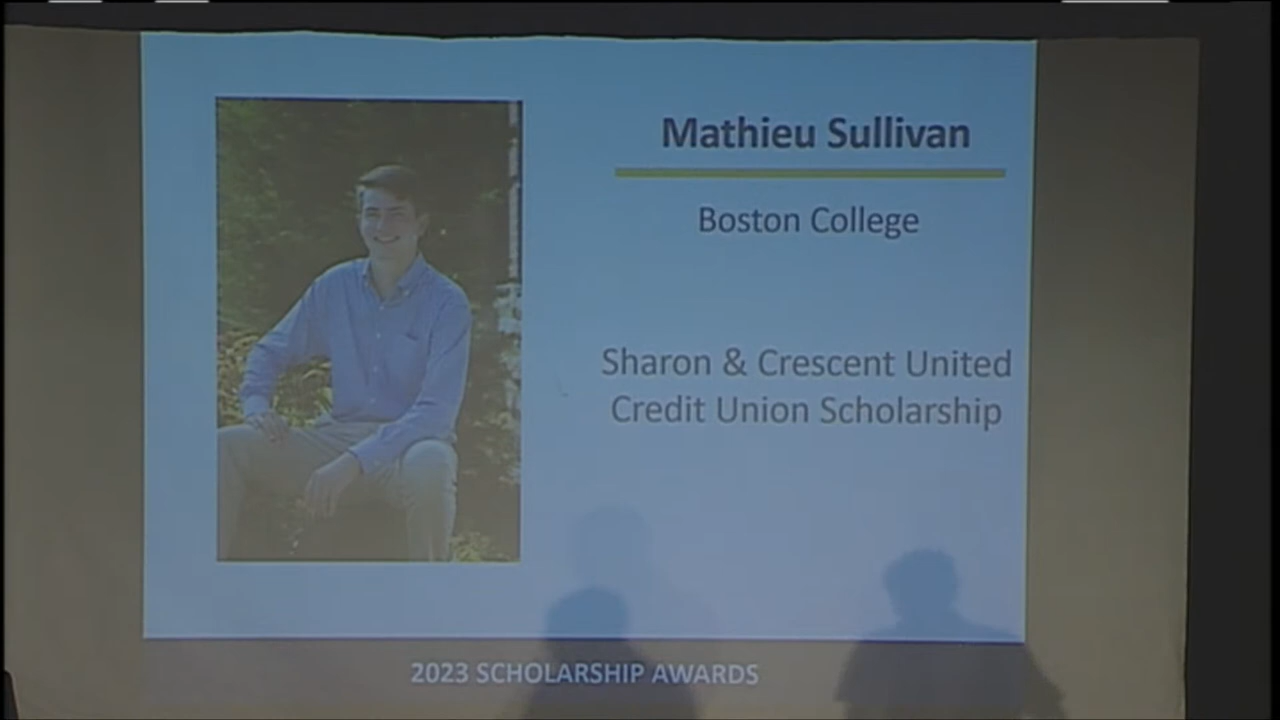 Mathieu Sullivan
Boston College
Sharon & Crescent United
Credit Union Scholarship
2023 SCHOLARSHIP AWARDS